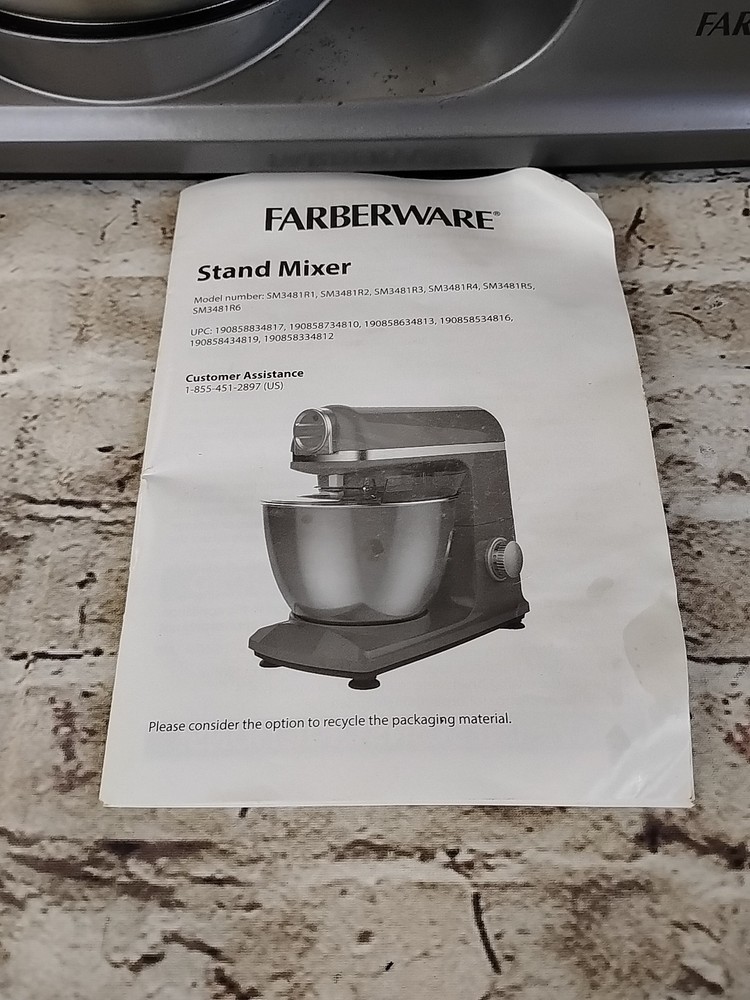 FAR
FARBERWARE®
Stand Mixer
Model number: SM3481R1, SM3481R2, SM3481R3, SM3481R4, SM3481R5,
SM3481R6
UPC: 190858834817, 190858734810, 190858634813, 190858534816,
190858434819, 190858334812
Customer Assistance
1-855-451-2897 (US)
Please consider the option to recycle the packaging material.